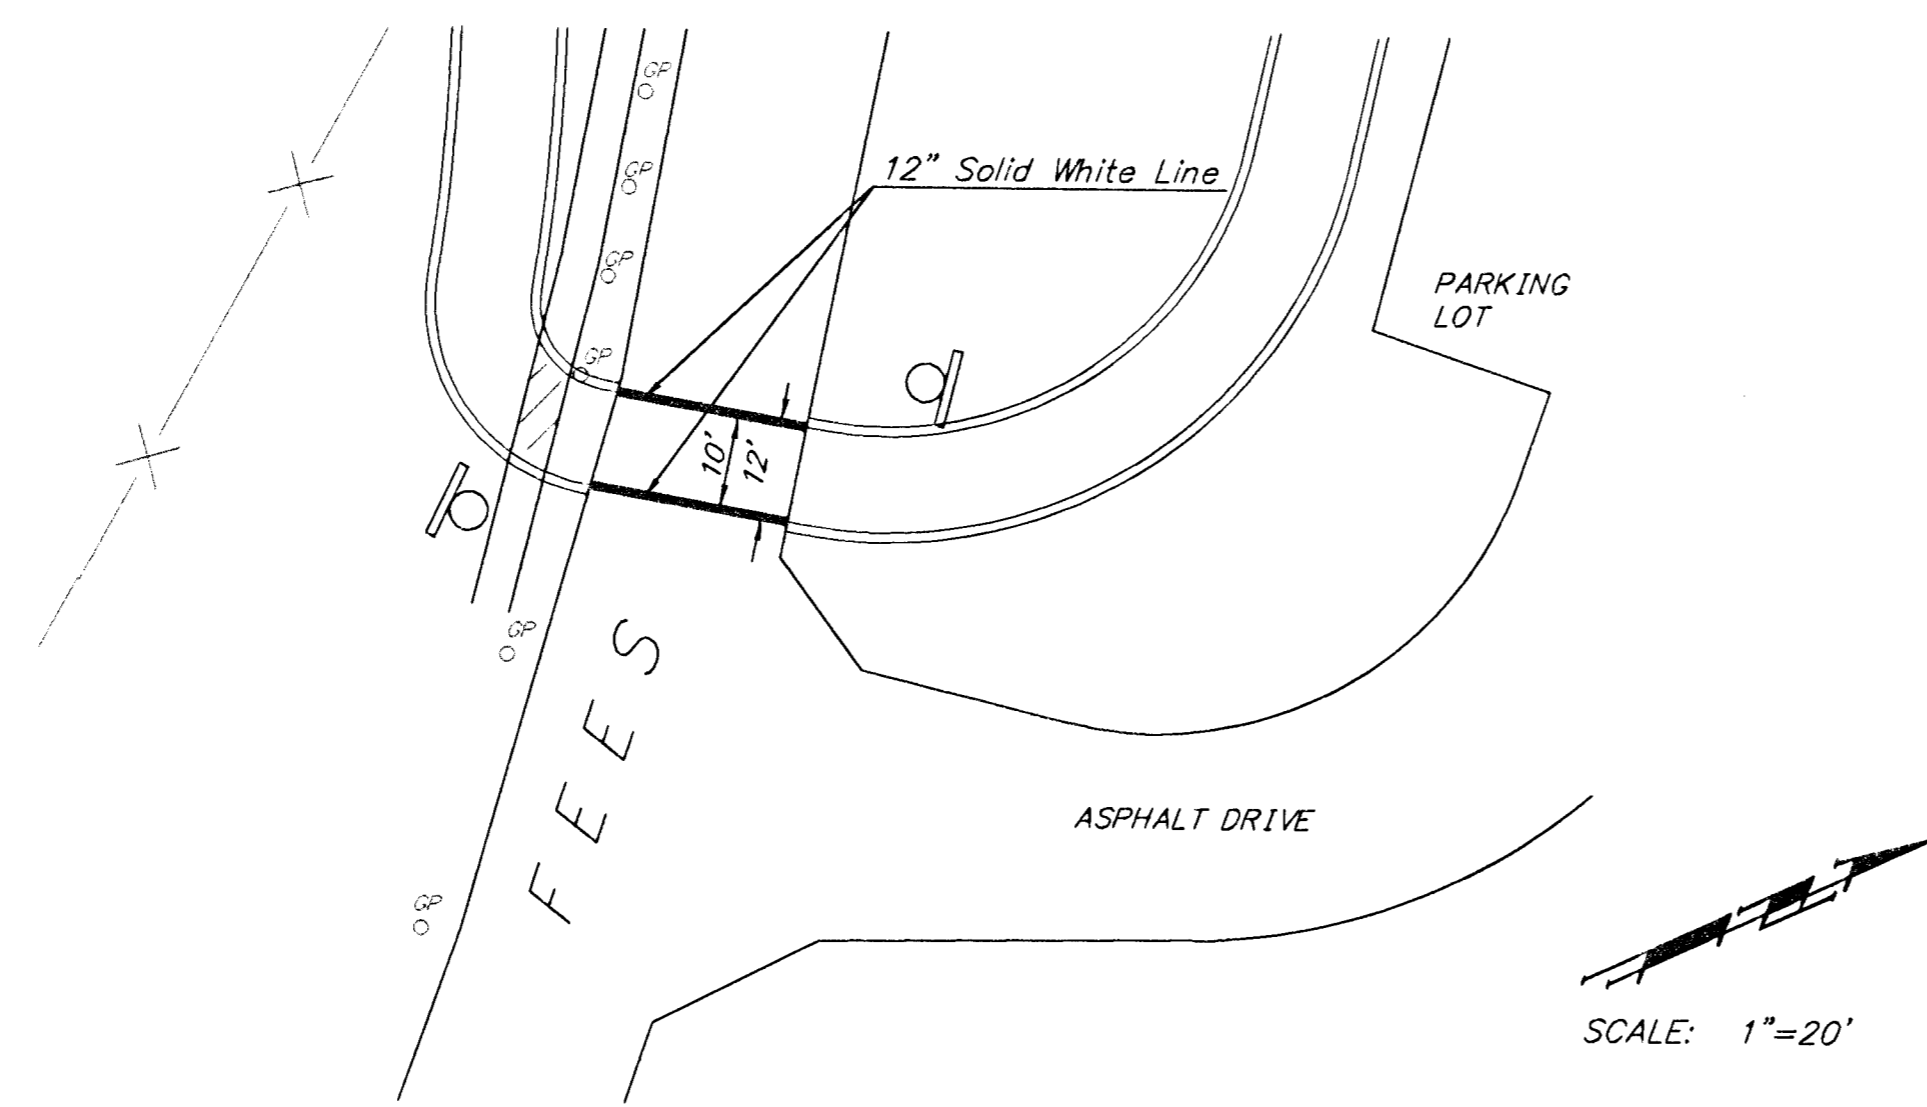 GP
12" Solid White Line
GP
GP
PARKING
LOT
GP
10'
12'
GP
FEES
ASPHALT DRIVE
GP
SCALE: 1"=20'